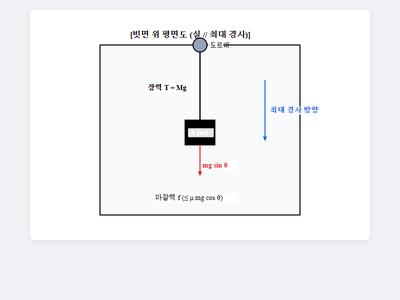 [빗면 위 평면도 (실 // 최대 경사)]
도르래
장력 T = Mg
최대 경사 방향
mg sin θ
마찰력 f (≤ μ mg cos θ)